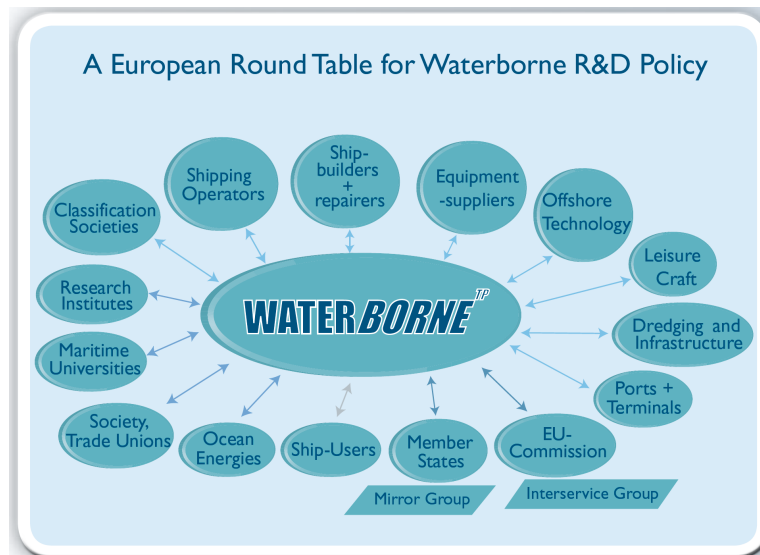 A European Round Table for Waterborne R&D Policy
Ship-
builders
+
repairers
Shipping
Operators
Equipment
-suppliers
Classification
Societies
Offshore
Technology
Leisure
Craft
Research
Institutes
WATERBORNE TP
Dredging and
Infrastructure
Maritime
Universities
Ports +
Terminals
Society,
Trade Unions
Ocean
Energies
Ship-Users
Member
States
EU-
Commission
Mirror Group
Interservice Group